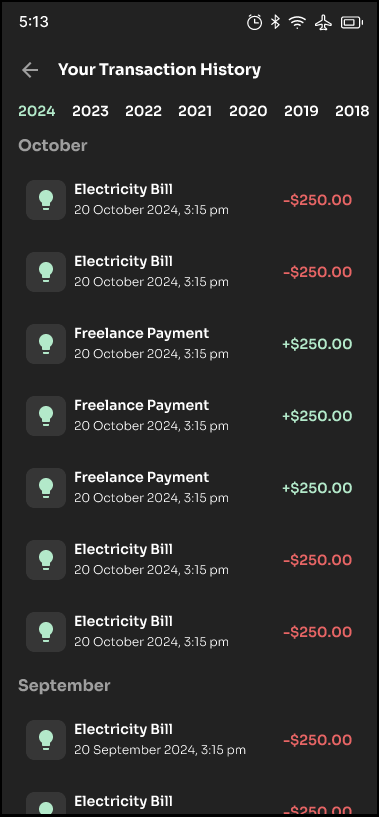 5:13
Your Transaction History
2024 2023 2022 2021 2020 2019 2018
October
Electricity Bill
20 October 2024, 3:15 pm
-$250.00
Electricity Bill
20 October 2024, 3:15 pm
-$250.00
Freelance Payment
20 October 2024, 3:15 pm
+$250.00
Freelance Payment
20 October 2024, 3:15 pm
+$250.00
Freelance Payment
20 October 2024, 3:15 pm
+$250.00
Electricity Bill
20 October 2024, 3:15 pm
-$250.00
Electricity Bill
20 October 2024, 3:15 pm
-$250.00
September
Electricity Bill
20 September 2024, 3:15 pm
-$250.00
Electricity Bill
-$250.00